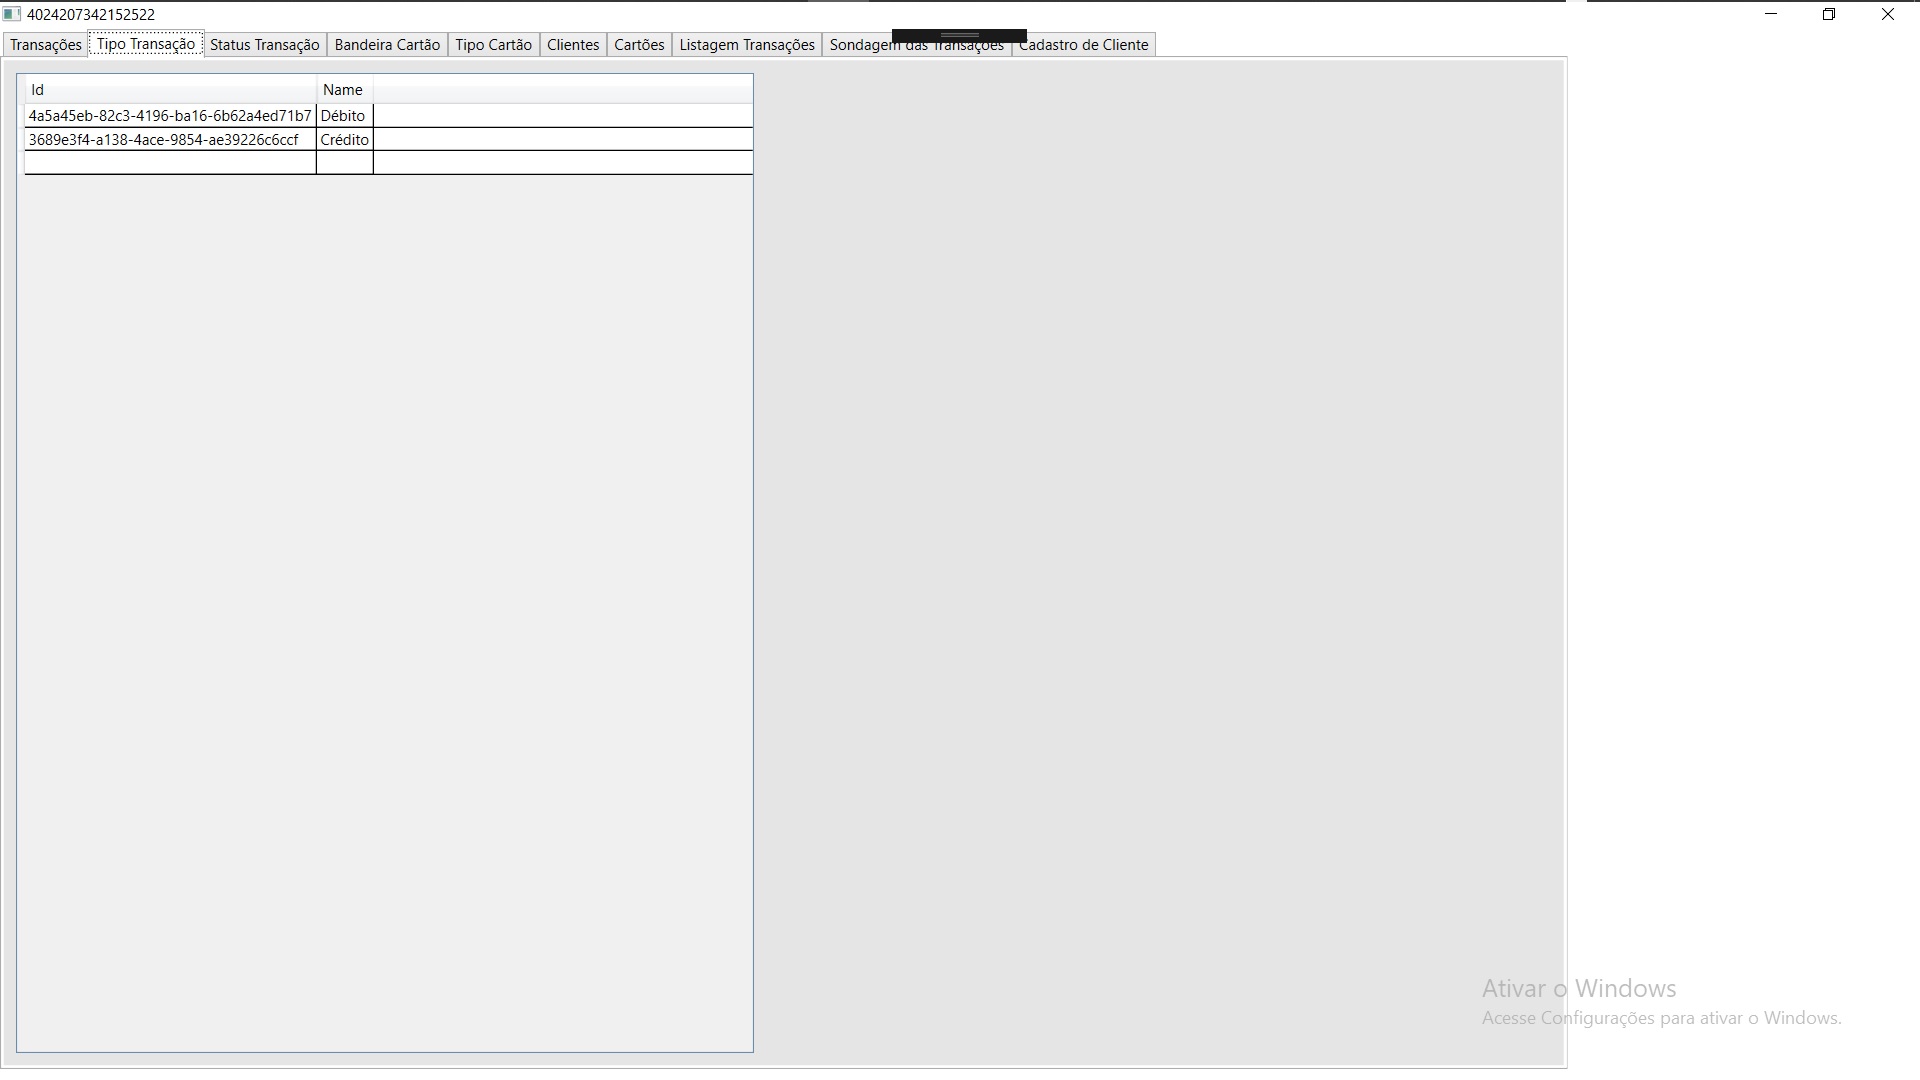 4024207342152522
Transações Tipo Transação Status Transação Bandeira Cartão Tipo Cartão Clientes Cartões Listagem Transações Sondagem das Transações Cadastro de Cliente
Id Name
4a5a45eb-82c3-4196-ba16-6b62a4ed71b7 Débito
3689e3f4-a138-4ace-9854-ae39226c6ccf Crédito
Ativar o Windows
Acesse Configurações para ativar o Windows.